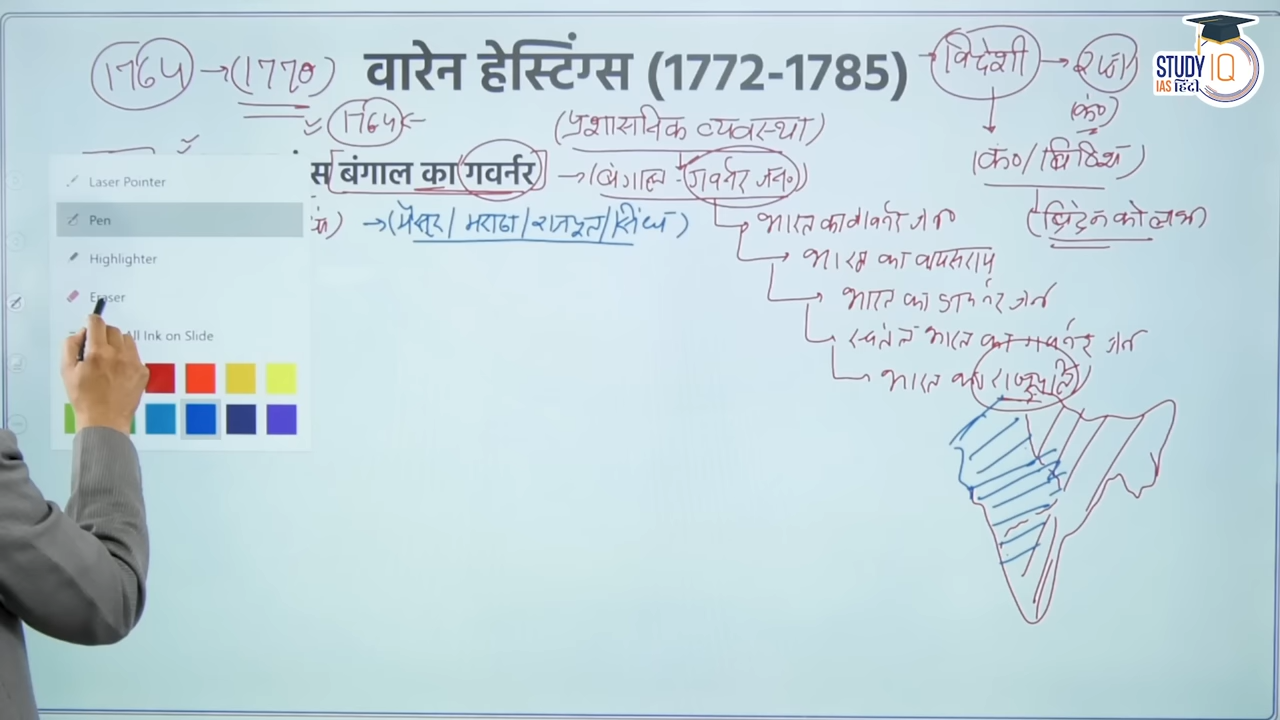 1764 → (1770) वारेन हेस्टिंग्स (1772-1785) → विदेशी → राजा
STUDY IQ
IAS हिंदी
1764 (प्रशासनिक व्यवस्था) (कं०)
स बंगाल का गवर्नर → (बंगाल - गवर्नर जन०) (कं०/ब्रिटिश)
→ (मैसूर/मराठा/राजपूत/सिंध) भारत का गवर्नर जन० (ब्रिटेन को लाभ)
भारत का वायसराय
भारत का गवर्नर जन
स्वतंत्र भारत का गवर्नर जन
भारत का राष्ट्रपति
Laser Pointer
Pen
Highlighter
Eraser
All Ink on Slide